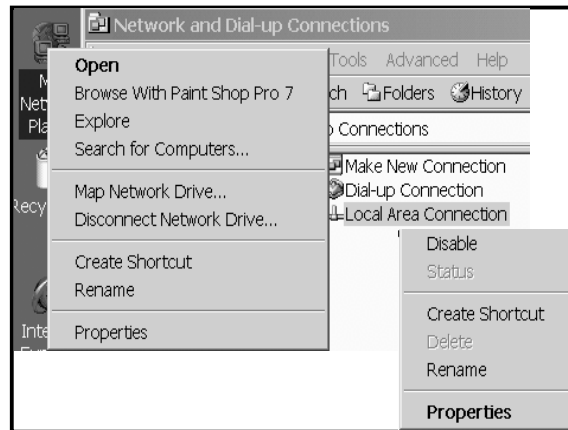 Network and Dial-up Connections
Tools Advanced Help
Folders History
Connections
Make New Connection
Dial-up Connection
Local Area Connection
Open
Browse With Paint Shop Pro 7
Explore
Search for Computers...
Map Network Drive...
Disconnect Network Drive...
Create Shortcut
Rename
Properties
Disable
Status
Create Shortcut
Delete
Rename
Properties